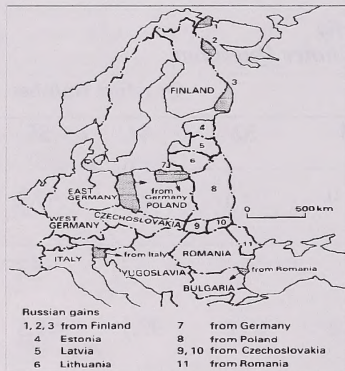 1
2
3
FINLAND
4
5
6
7
EAST
GERMANY
from
Germany
POLAND
8
0 500km
WEST
GERMANY
CZECHOSLOVAKIA
9
10
11
ITALY
from Italy
ROMANIA
from Romania
YUGOSLAVIA
BULGARIA
Russian gains
1, 2, 3 from Finland
4 Estonia
5 Latvia
6 Lithuania
7 from Germany
8 from Poland
9, 10 from Czechoslovakia
11 from Romania